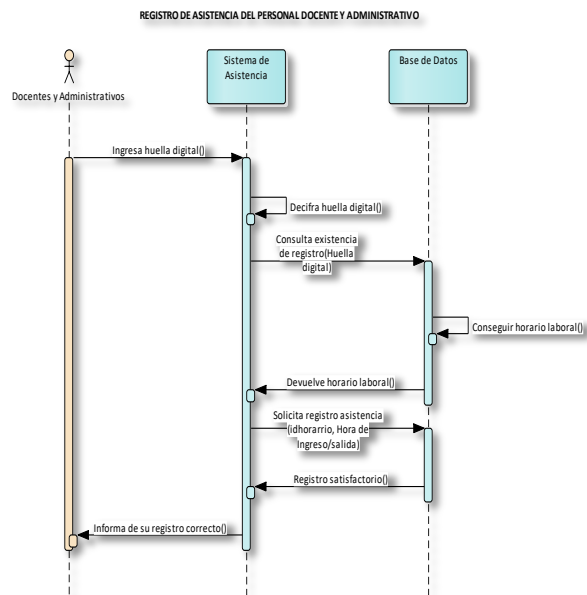 REGISTRO DE ASISTENCIA DEL PERSONAL DOCENTE Y ADMINISTRATIVO
Sistema de
Asistencia
Base de Datos
Docentes y Administrativos
Ingresa huella digital()
Decifra huella digital()
Consulta existencia
de registro(Huella
digital)
Conseguir horario laboral()
Devuelve horario laboral()
Solicita registro asistencia
(idhorarrio, Hora de
Ingreso/salida)
Registro satisfactorio()
Informa de su registro correcto()